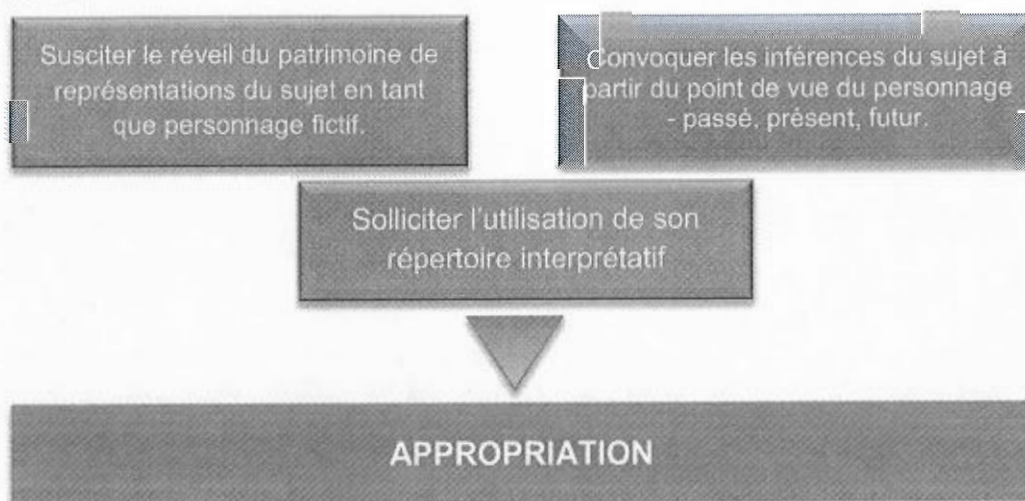 Susciter le réveil du patrimoine de
représentations du sujet en tant
que personnage fictif.
Convoquer les inférences du sujet à
partir du point de vue du personnage
- passé, présent, futur.
Solliciter l'utilisation de son
répertoire interprétatif
APPROPRIATION